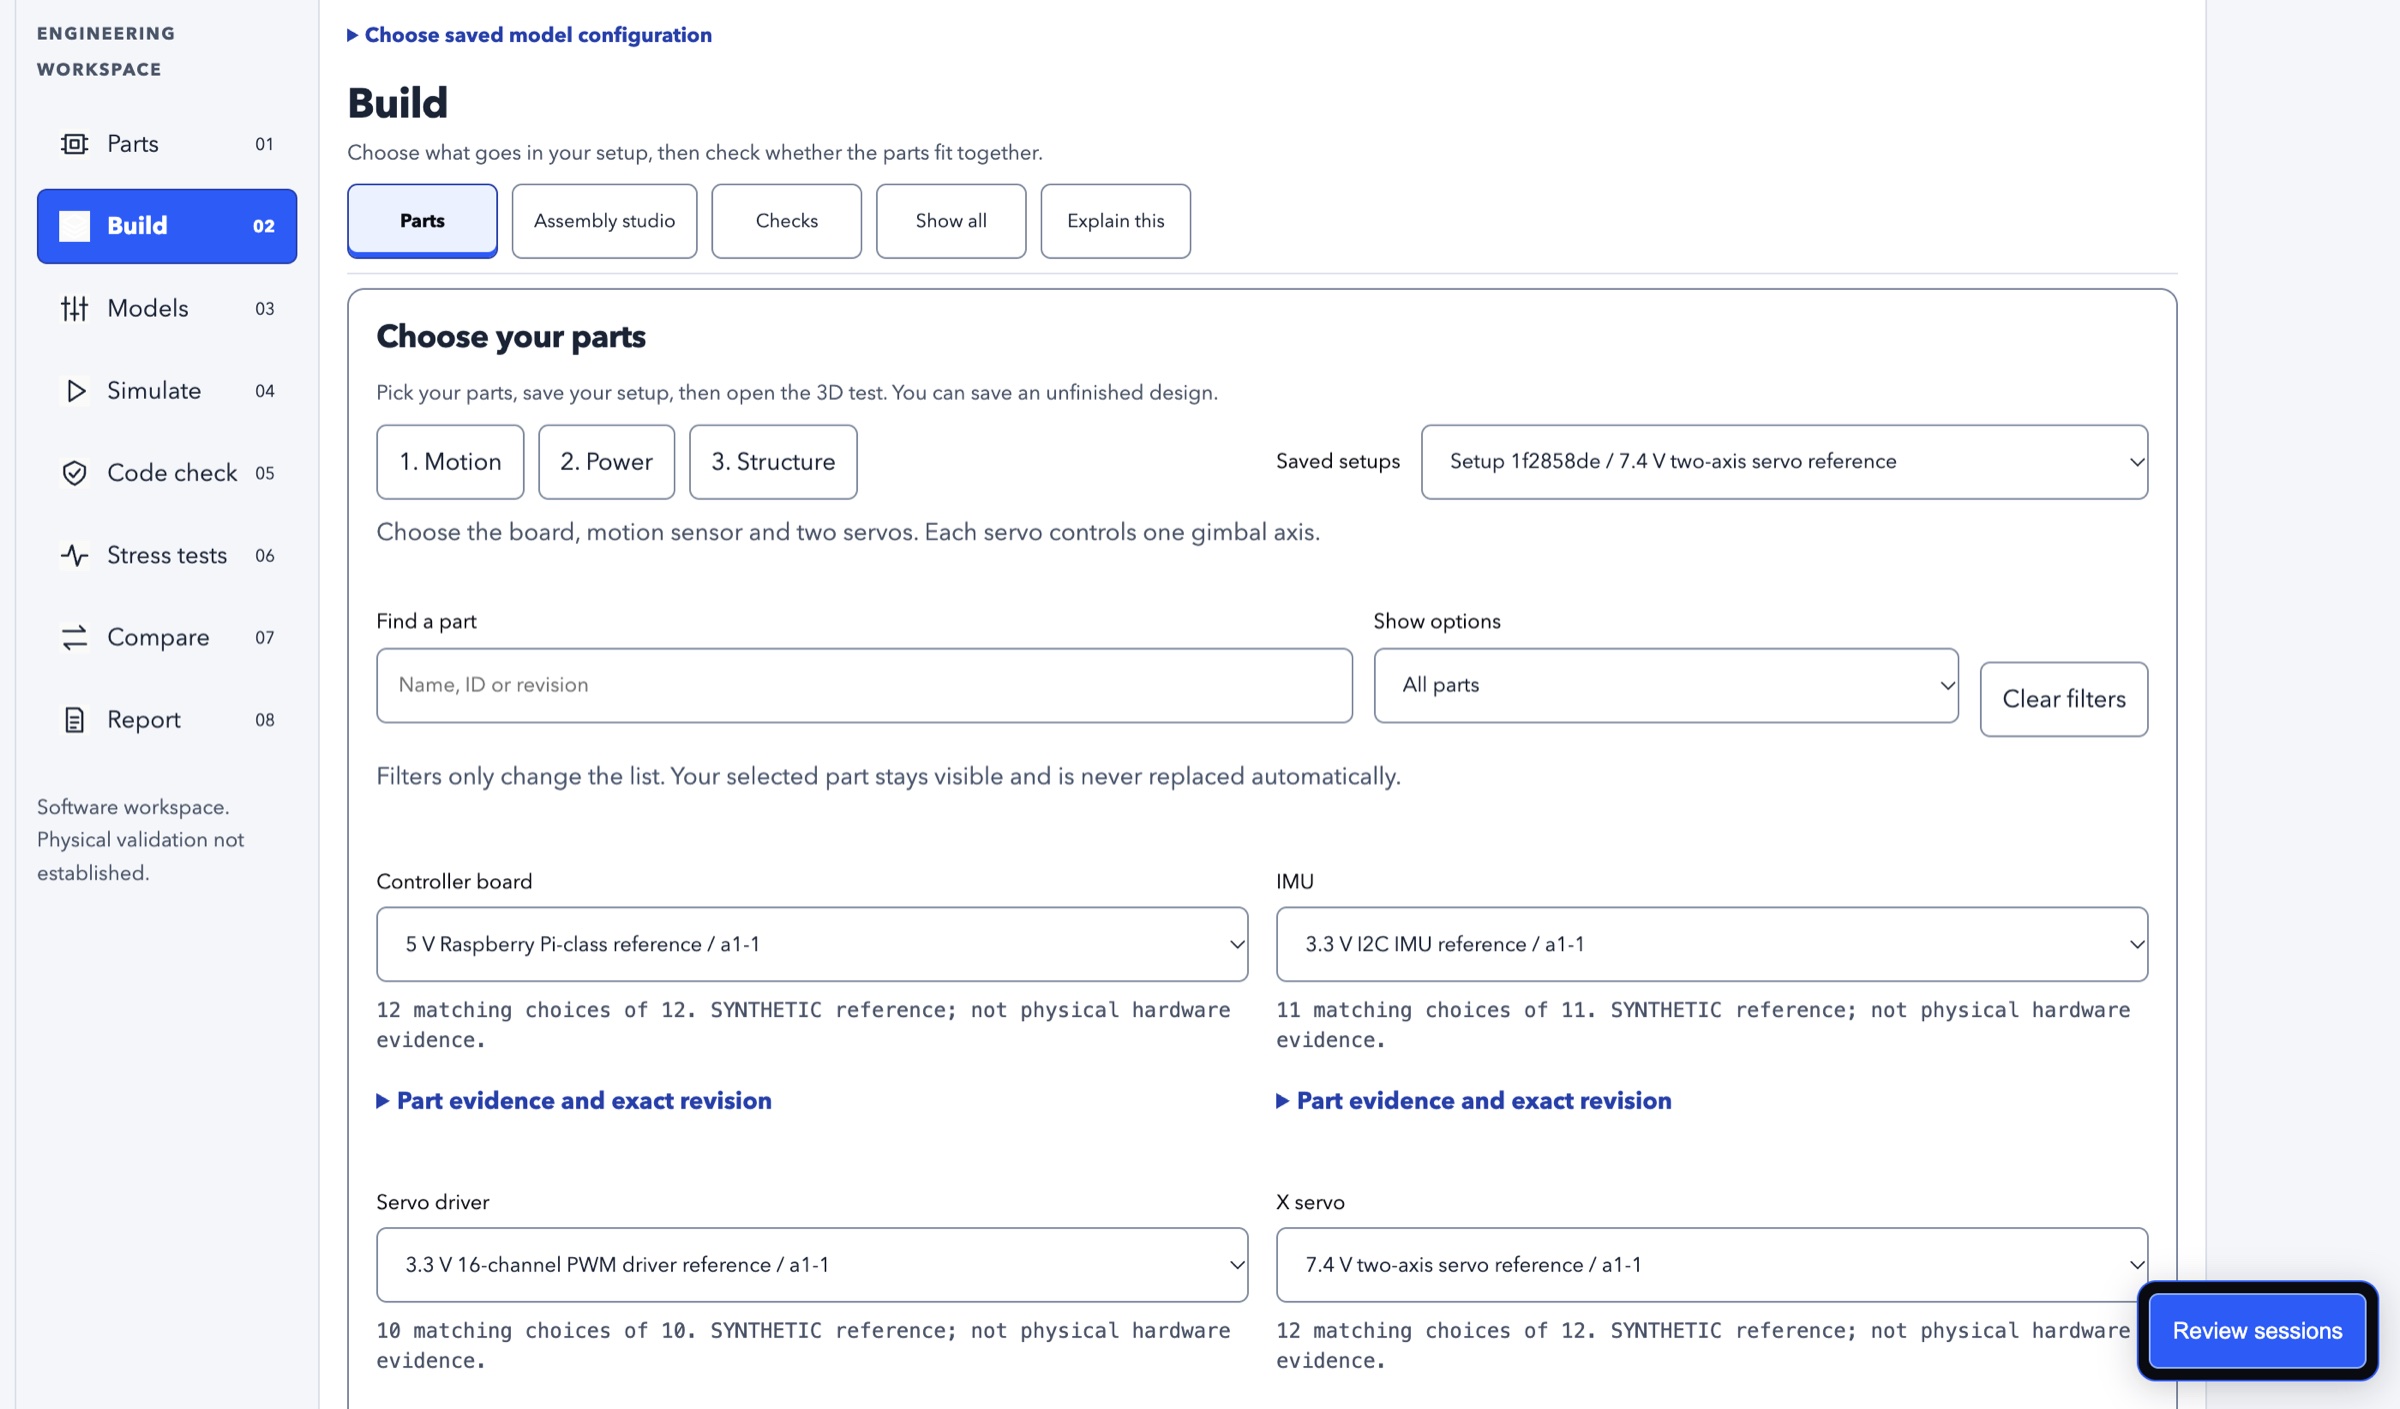 ENGINEERING
WORKSPACE
Parts 01
Build 02
Models 03
Simulate 04
Code check 05
Stress tests 06
Compare 07
Report 08
Software workspace.
Physical validation not
established.
Choose saved model configuration
Build
Choose what goes in your setup, then check whether the parts fit together.
Parts Assembly studio Checks Show all Explain this
Choose your parts
Pick your parts, save your setup, then open the 3D test. You can save an unfinished design.
1. Motion 2. Power 3. Structure Saved setups Setup 1f2858de / 7.4 V two-axis servo reference
Choose the board, motion sensor and two servos. Each servo controls one gimbal axis.
Find a part Show options
Name, ID or revision All parts Clear filters
Filters only change the list. Your selected part stays visible and is never replaced automatically.
Controller board
5 V Raspberry Pi-class reference / a1-1
12 matching choices of 12. SYNTHETIC reference; not physical hardware
evidence.
Part evidence and exact revision
IMU
3.3 V I2C IMU reference / a1-1
11 matching choices of 11. SYNTHETIC reference; not physical hardware
evidence.
Part evidence and exact revision
Servo driver
3.3 V 16-channel PWM driver reference / a1-1
10 matching choices of 10. SYNTHETIC reference; not physical hardware
evidence.
X servo
7.4 V two-axis servo reference / a1-1
12 matching choices of 12. SYNTHETIC reference; not physical hardware
evidence.
Review sessions